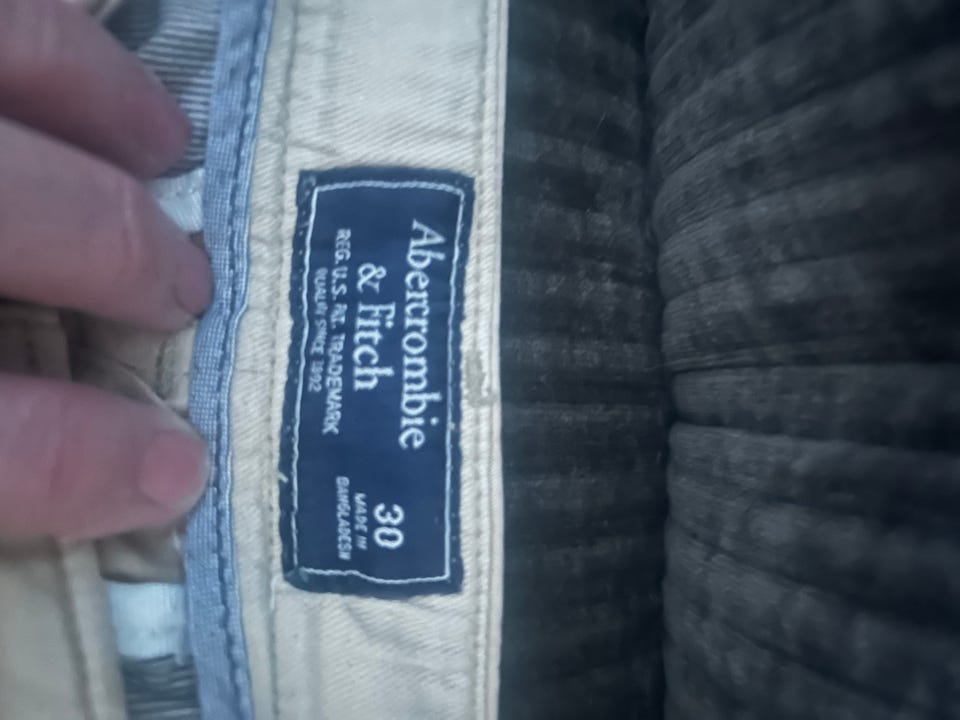 Abercrombie
& Fitch
REG. U.S. PAT. TRADEMARK
QUALITY SINCE 1892
30
MADE IN
BANGLADESH